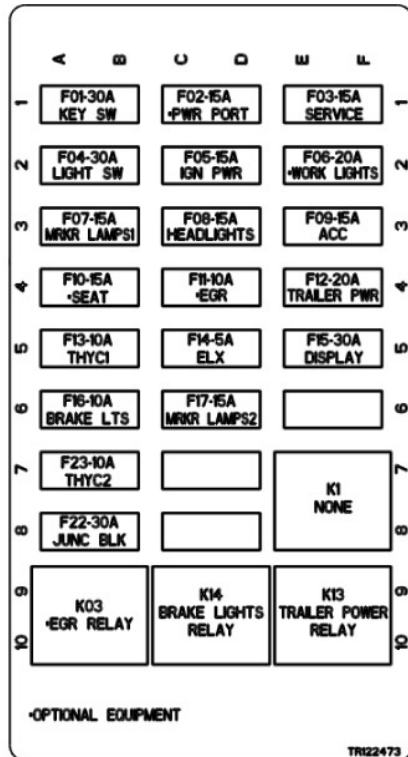 A B C D E F
1 F01-30A F02-15A F03-15A 1
KEY SW •PWR PORT SERVICE
2 F04-30A F05-15A F06-20A 2
LIGHT SW IGN PWR •WORK LIGHTS
3 F07-15A F08-15A F09-15A 3
MRKR LAMPS1 HEADLIGHTS ACC
4 F10-15A F11-10A F12-20A 4
•SEAT •EGR TRAILER PWR
5 F13-10A F14-5A F15-30A 5
THYC1 ELX DISPLAY
6 F16-10A F17-15A 6
BRAKE LTS MRKR LAMPS2
7 F23-10A K1 7
THYC2 NONE
8 F22-30A 8
JUNC BLK
9 K03 K14 K13 9
•EGR RELAY BRAKE LIGHTS TRAILER POWER
10 RELAY RELAY 10
•OPTIONAL EQUIPMENT
TR122473